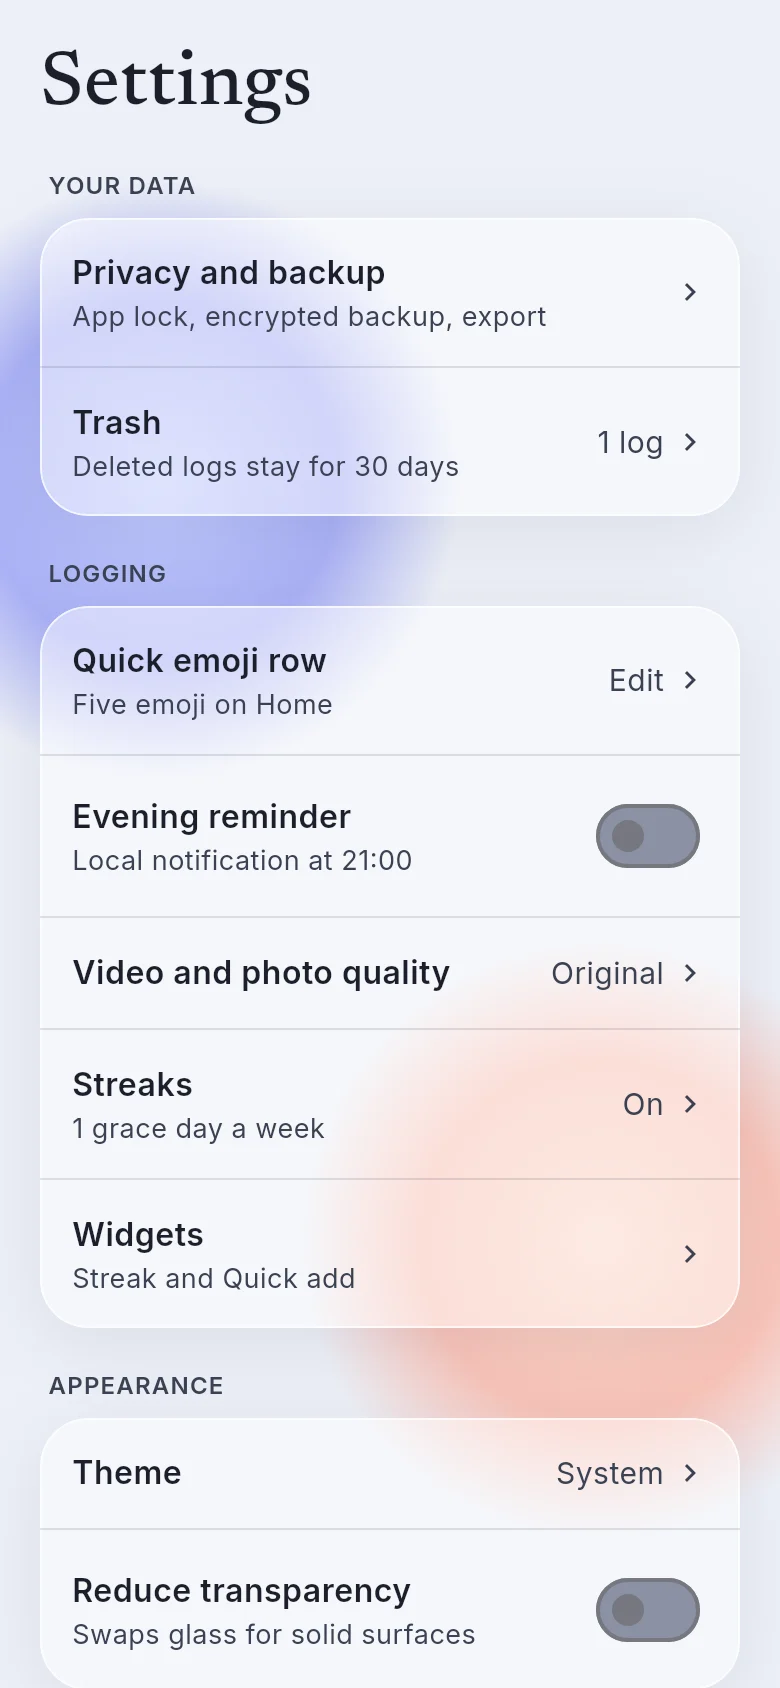 Settings
YOUR DATA
Privacy and backup
App lock, encrypted backup, export
Trash
Deleted logs stay for 30 days
1 log
LOGGING
Quick emoji row
Five emoji on Home
Edit
Evening reminder
Local notification at 21:00
Video and photo quality
Original
Streaks
1 grace day a week
On
Widgets
Streak and Quick add
APPEARANCE
Theme
System
Reduce transparency
Swaps glass for solid surfaces